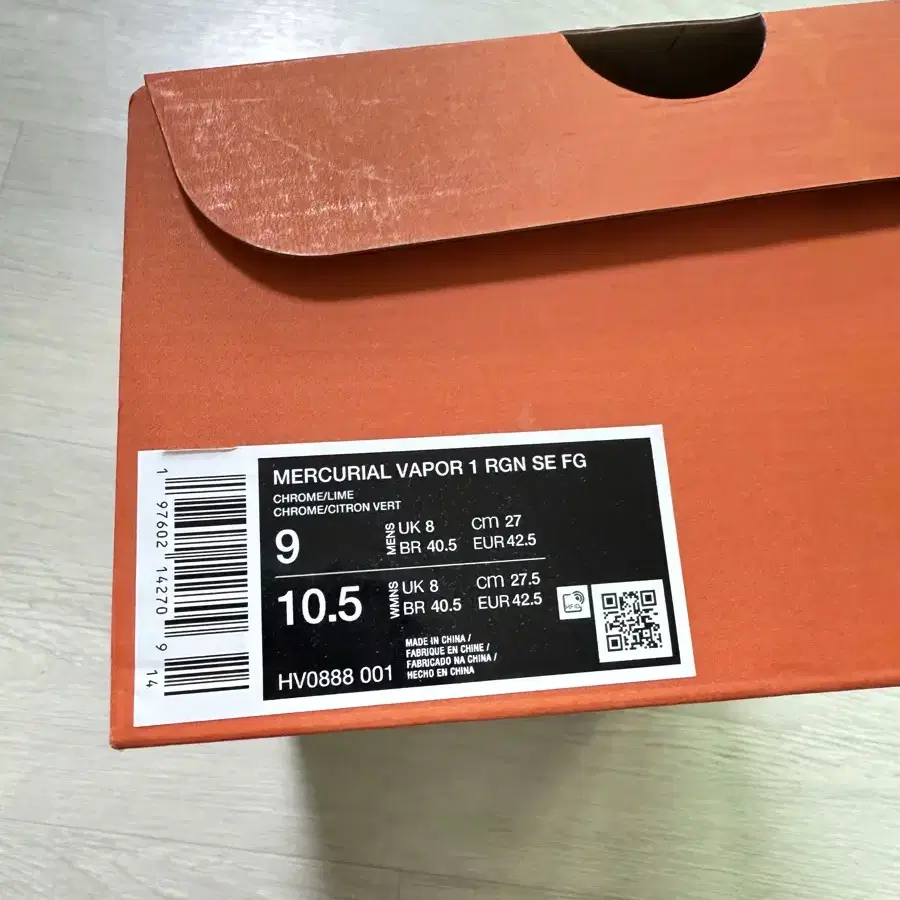 MERCURIAL VAPOR 1 RGN SE FG
CHROME/LIME
CHROME/CITRON VERT
9
MENS
UK 8 cm 27
BR 40.5 EUR 42.5
10.5
WMNS
UK 8 cm 27.5
BR 40.5 EUR 42.5
HV0888 001
MADE IN CHINA /
FABRIQUE EN CHINE /
FABRICADO NA CHINA /
HECHO EN CHINA
1 97602 14270 9 14